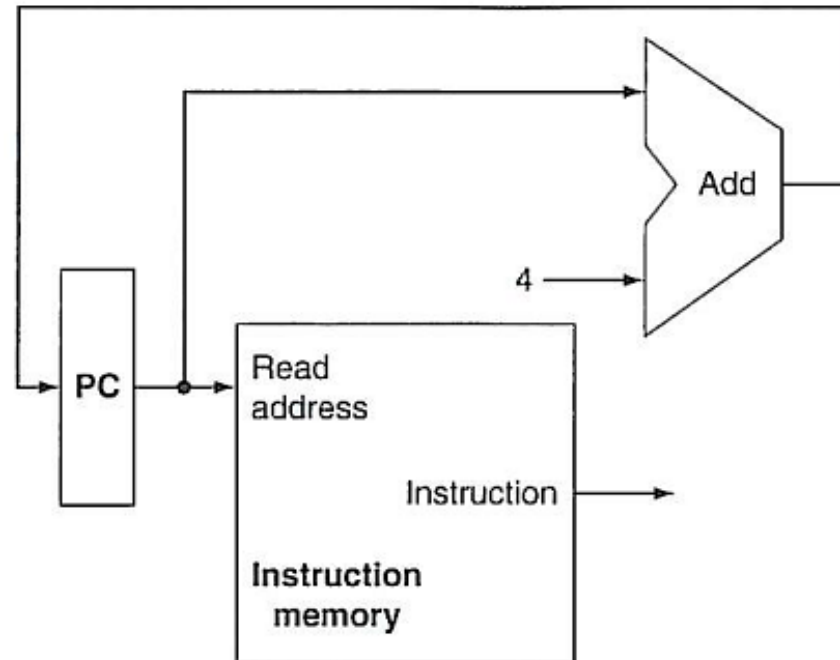 Add
4
PC
Read
address
Instruction
Instruction
memory